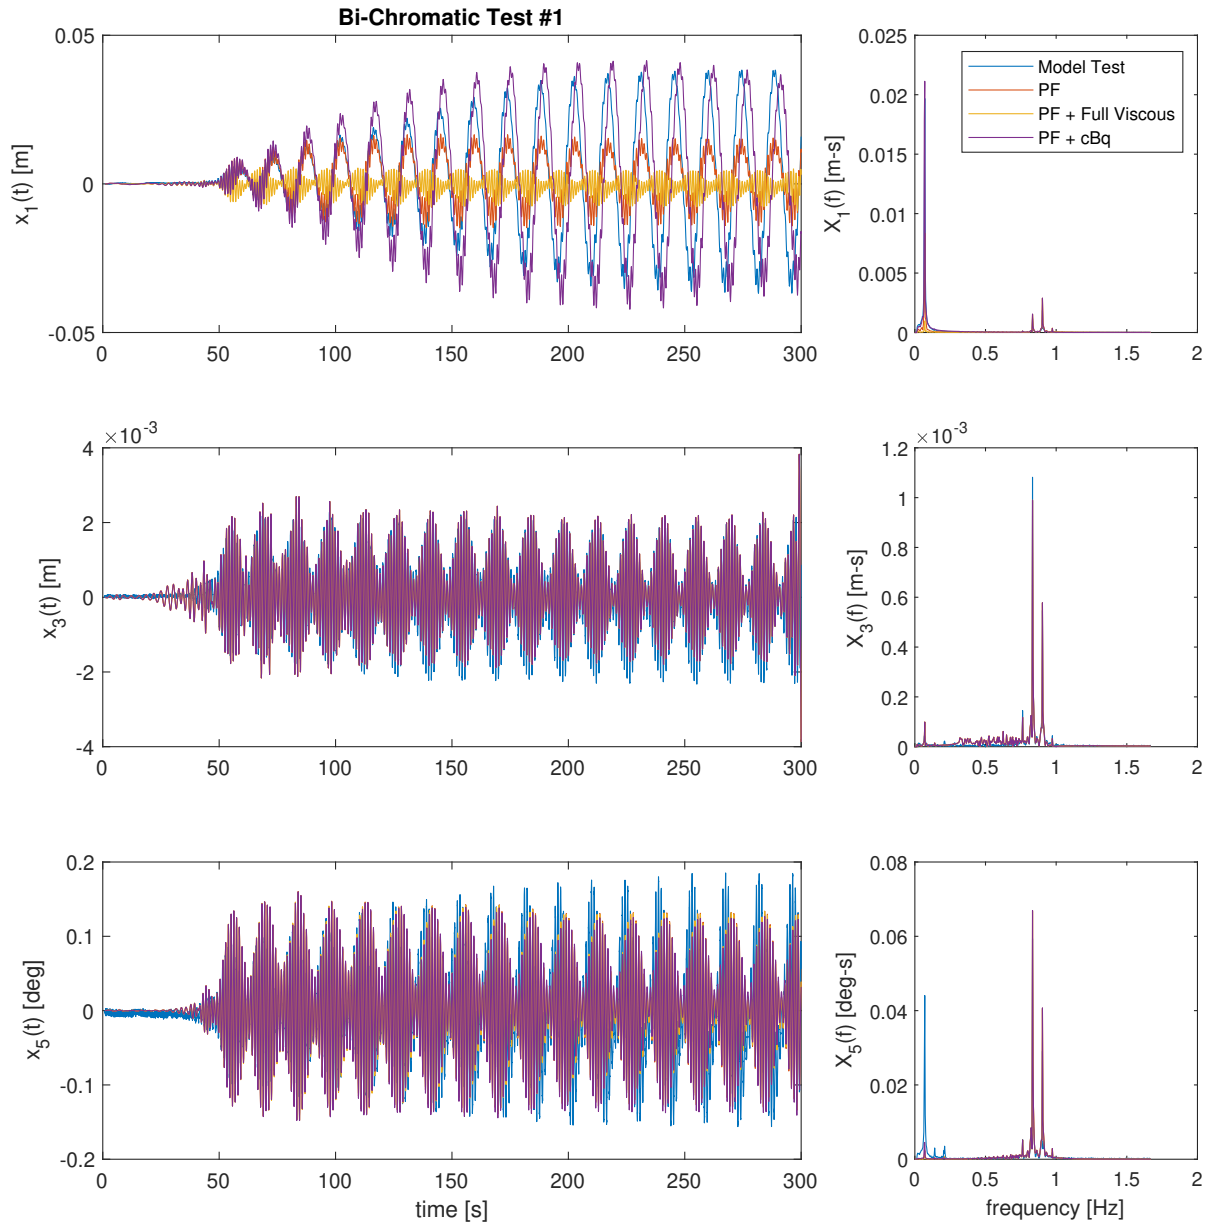 Bi-Chromatic Test #1
0.05
0
-0.05
x1(t) [m]
0 50 100 150 200 250 300
0.025
0.02
0.015
0.01
0.005
0
X1(f) [m-s]
0 0.5 1 1.5 2
Model Test
PF
PF + Full Viscous
PF + cBq
×10-3
4
2
0
-2
-4
x3(t) [m]
0 50 100 150 200 250 300
×10-3
1.2
1
0.8
0.6
0.4
0.2
0
X3(f) [m-s]
0 0.5 1 1.5 2
0.2
0.1
0
-0.1
-0.2
x5(t) [deg]
0 50 100 150 200 250 300
time [s]
0.08
0.06
0.04
0.02
0
X5(f) [deg-s]
0 0.5 1 1.5 2
frequency [Hz]